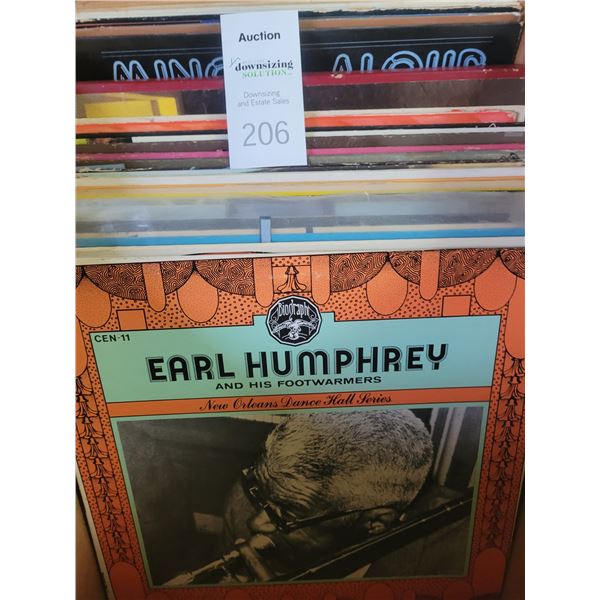 Auction
downsizing
SOLUTION
Downsizing
and Estate Sales
206
Biograph
CEN-11
EARL HUMPHREY
AND HIS FOOTWARMERS
New Orleans Dance Hall Series